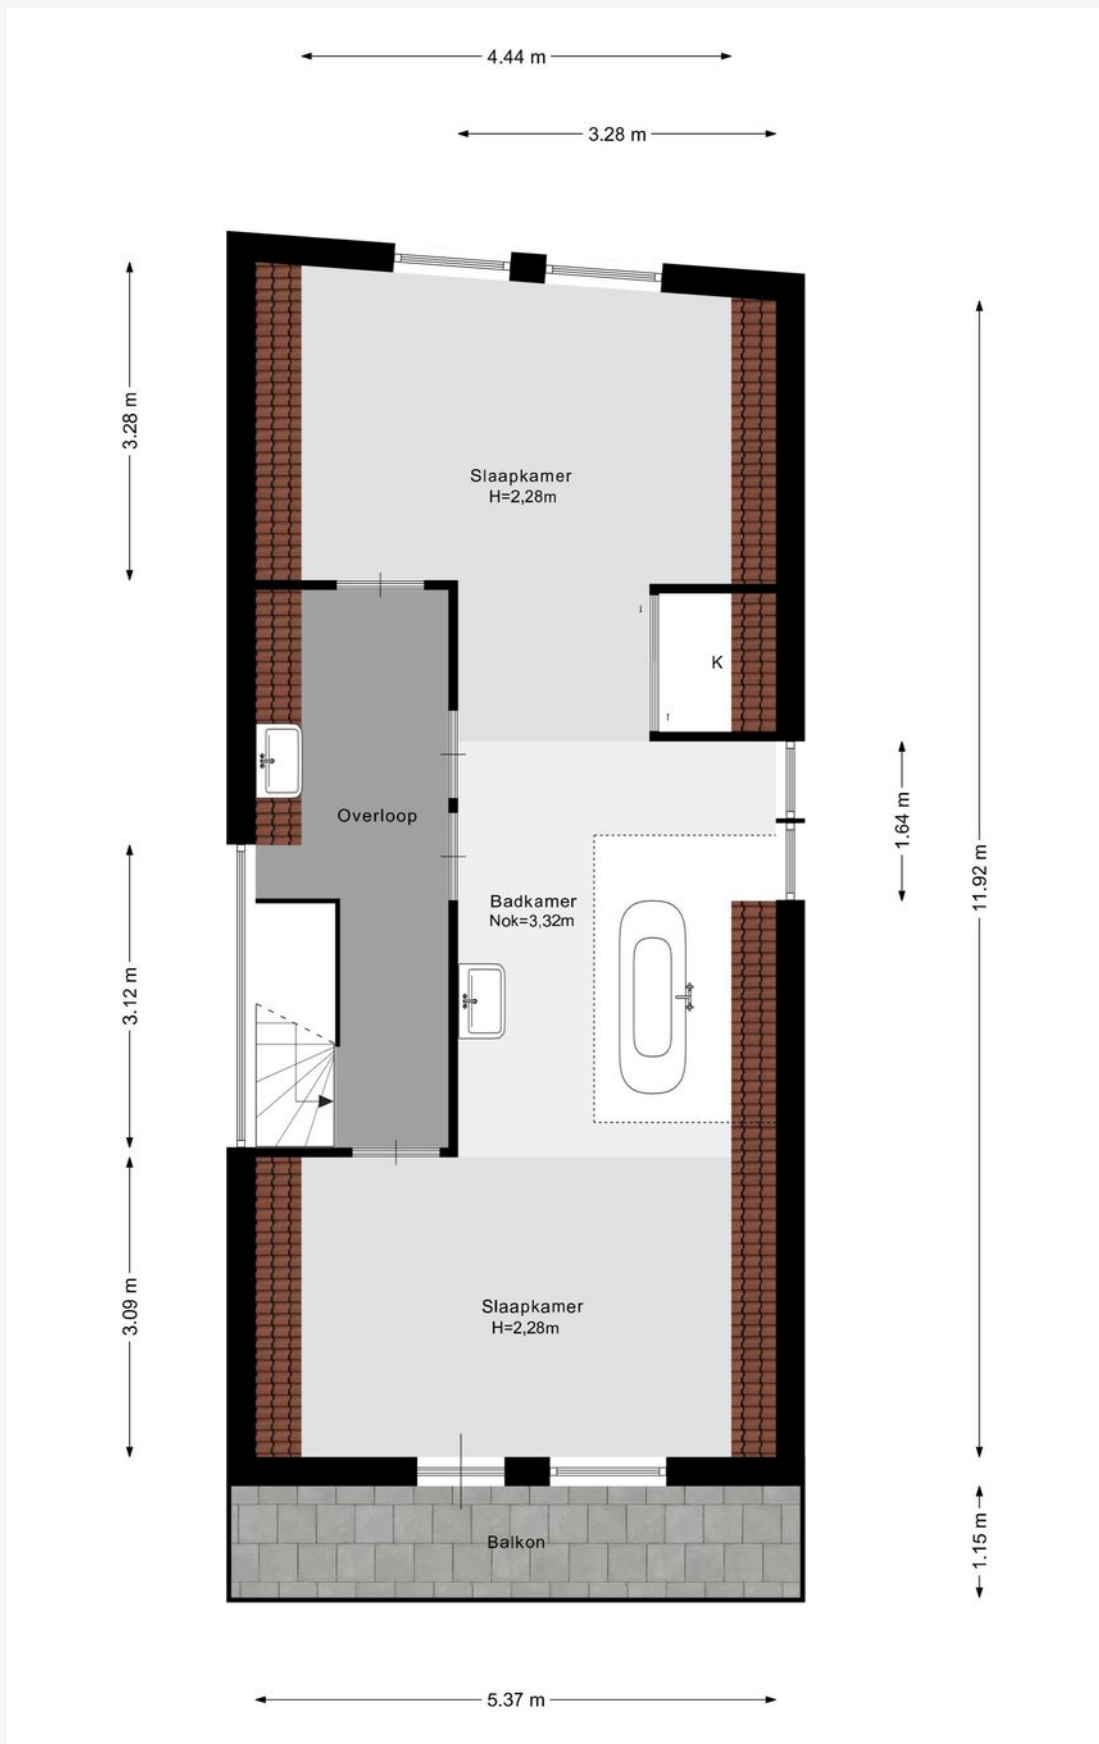 4.44 m
3.28 m
3.28 m
Slaapkamer
H=2,28m
K
Overloop
1.64 m
11.92 m
Badkamer
Nok=3,32m
3.12 m
3.09 m
Slaapkamer
H=2,28m
Balkon
1.15 m
5.37 m